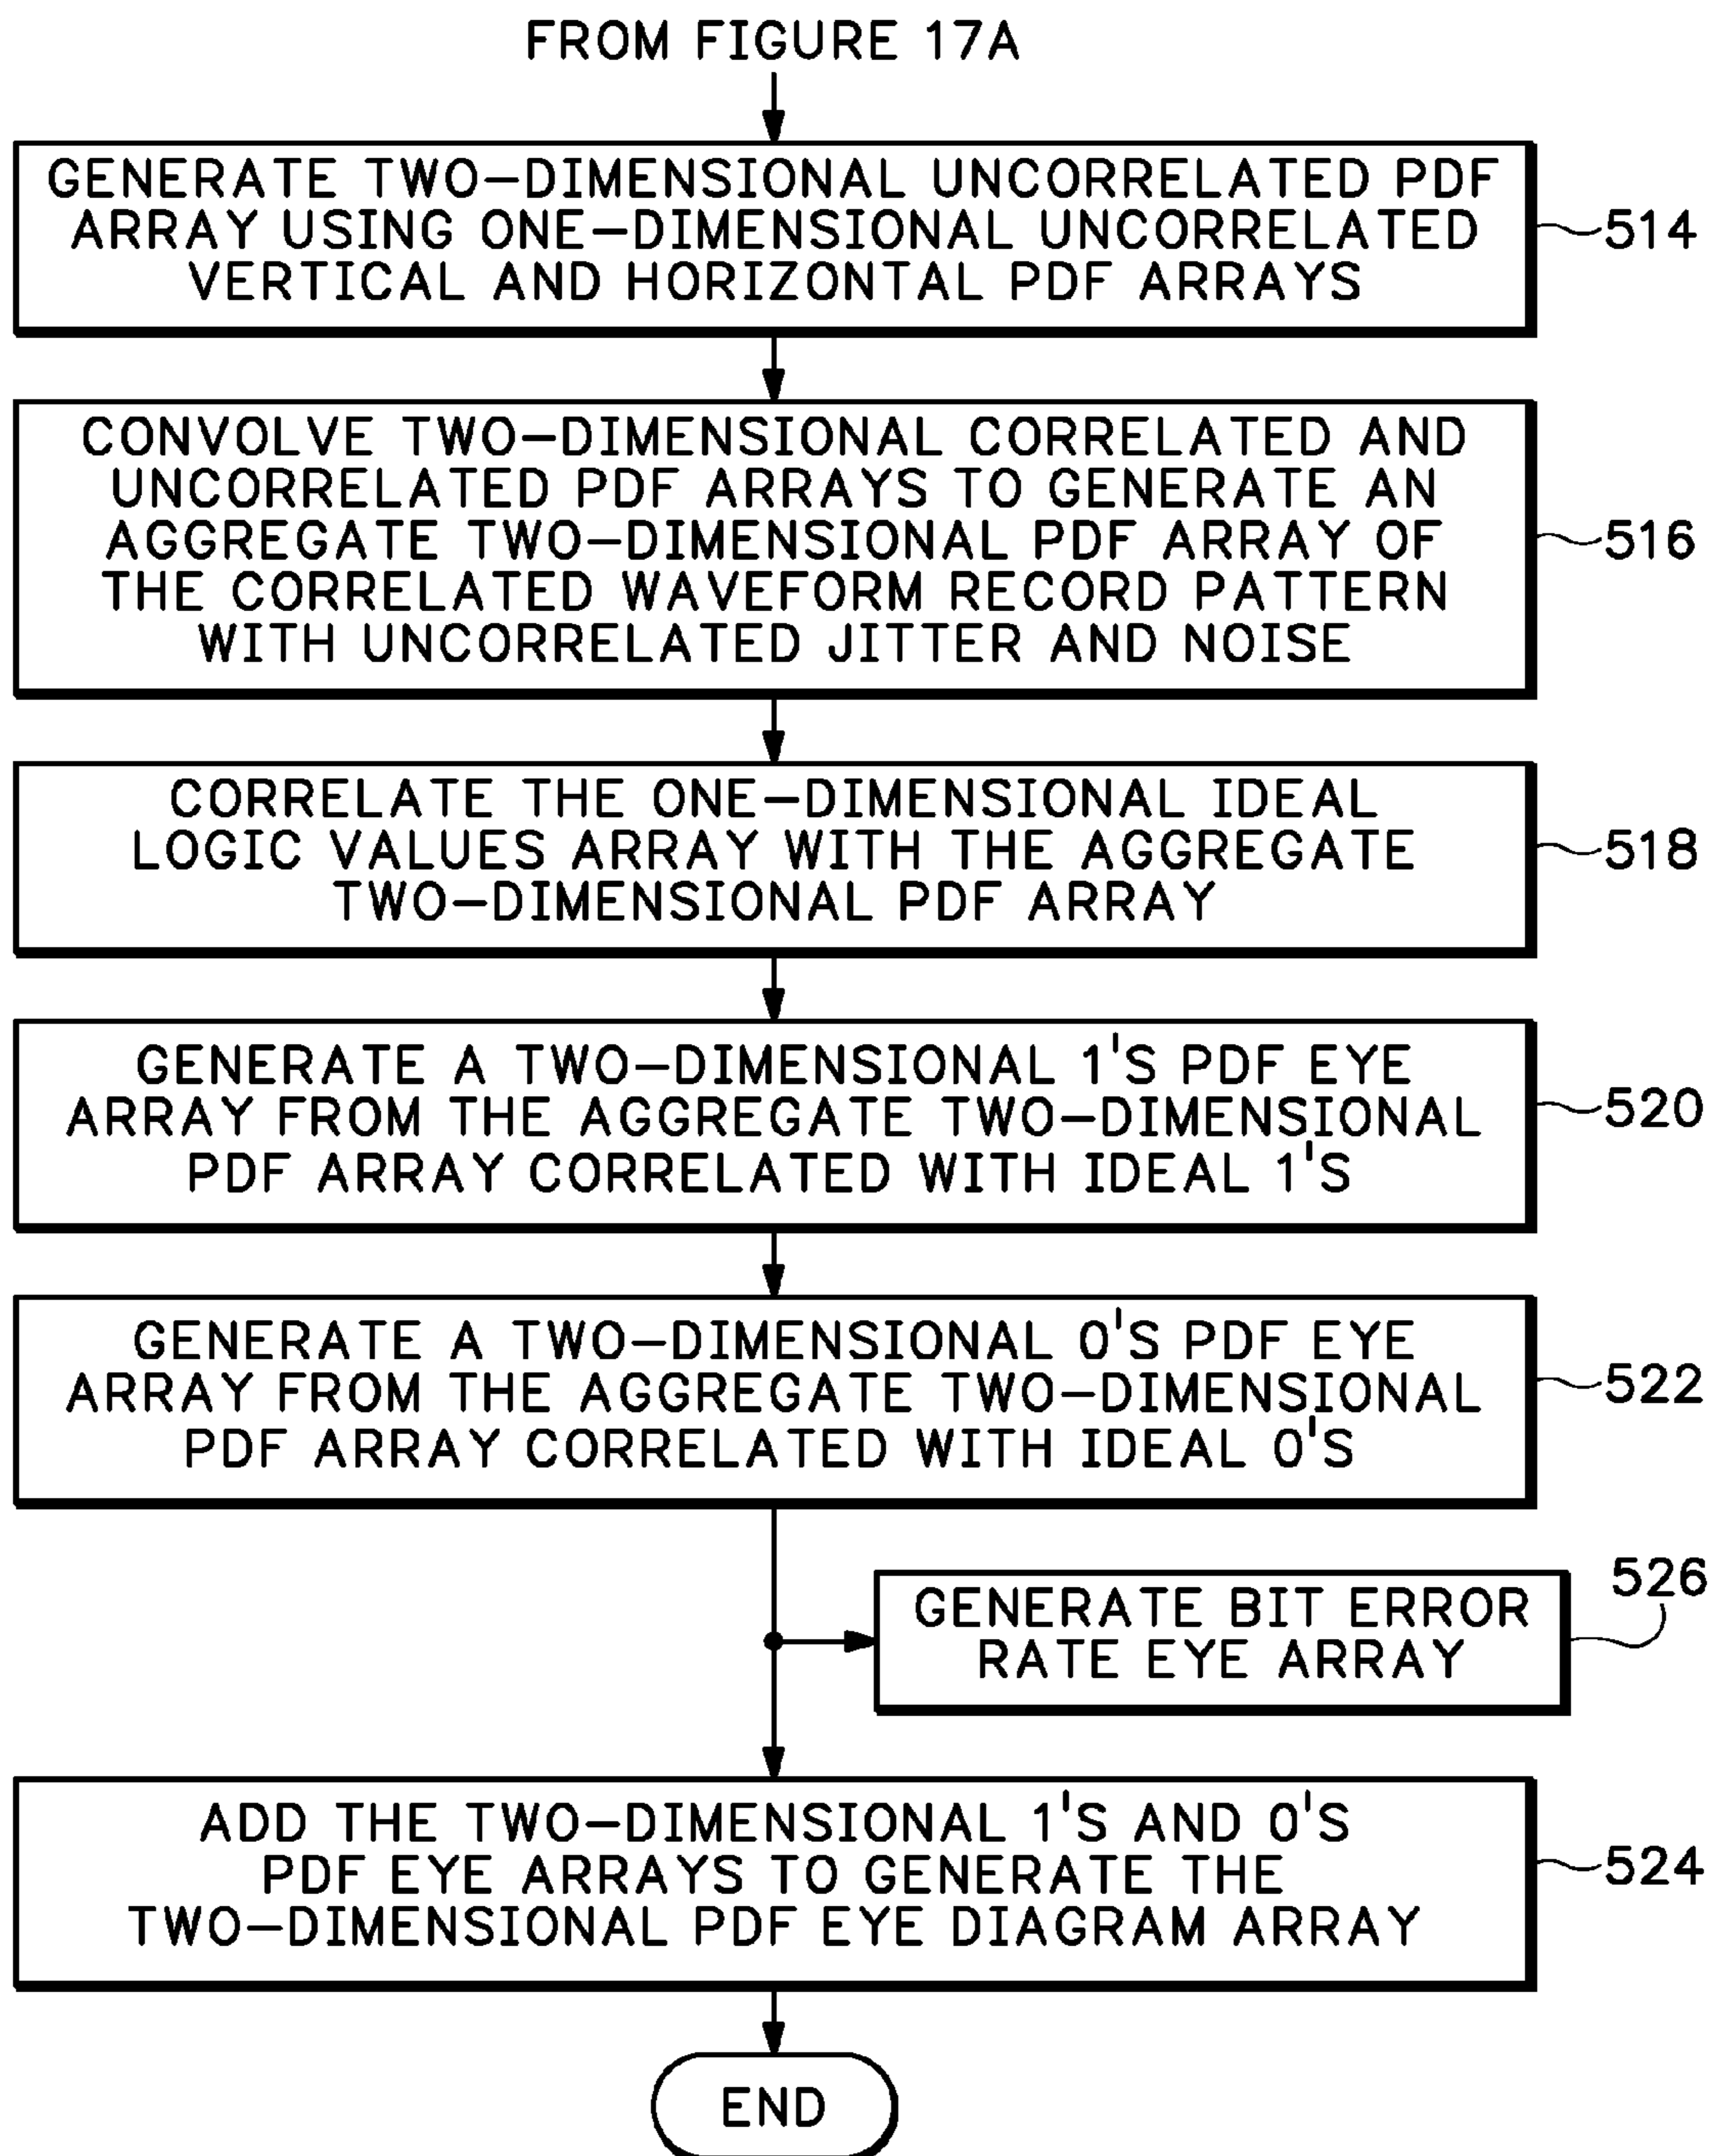 FROM FIGURE 17A
GENERATE TWO-DIMENSIONAL UNCORRELATED PDF
ARRAY USING ONE-DIMENSIONAL UNCORRELATED
VERTICAL AND HORIZONTAL PDF ARRAYS
514
CONVOLVE TWO-DIMENSIONAL CORRELATED AND
UNCORRELATED PDF ARRAYS TO GENERATE AN
AGGREGATE TWO-DIMENSIONAL PDF ARRAY OF
THE CORRELATED WAVEFORM RECORD PATTERN
WITH UNCORRELATED JITTER AND NOISE
516
CORRELATE THE ONE-DIMENSIONAL IDEAL
LOGIC VALUES ARRAY WITH THE AGGREGATE
TWO-DIMENSIONAL PDF ARRAY
518
GENERATE A TWO-DIMENSIONAL 1'S PDF EYE
ARRAY FROM THE AGGREGATE TWO-DIMENSIONAL
PDF ARRAY CORRELATED WITH IDEAL 1'S
520
GENERATE A TWO-DIMENSIONAL 0'S PDF EYE
ARRAY FROM THE AGGREGATE TWO-DIMENSIONAL
PDF ARRAY CORRELATED WITH IDEAL 0'S
522
GENERATE BIT ERROR
RATE EYE ARRAY
526
ADD THE TWO-DIMENSIONAL 1'S AND 0'S
PDF EYE ARRAYS TO GENERATE THE
TWO-DIMENSIONAL PDF EYE DIAGRAM ARRAY
524
END